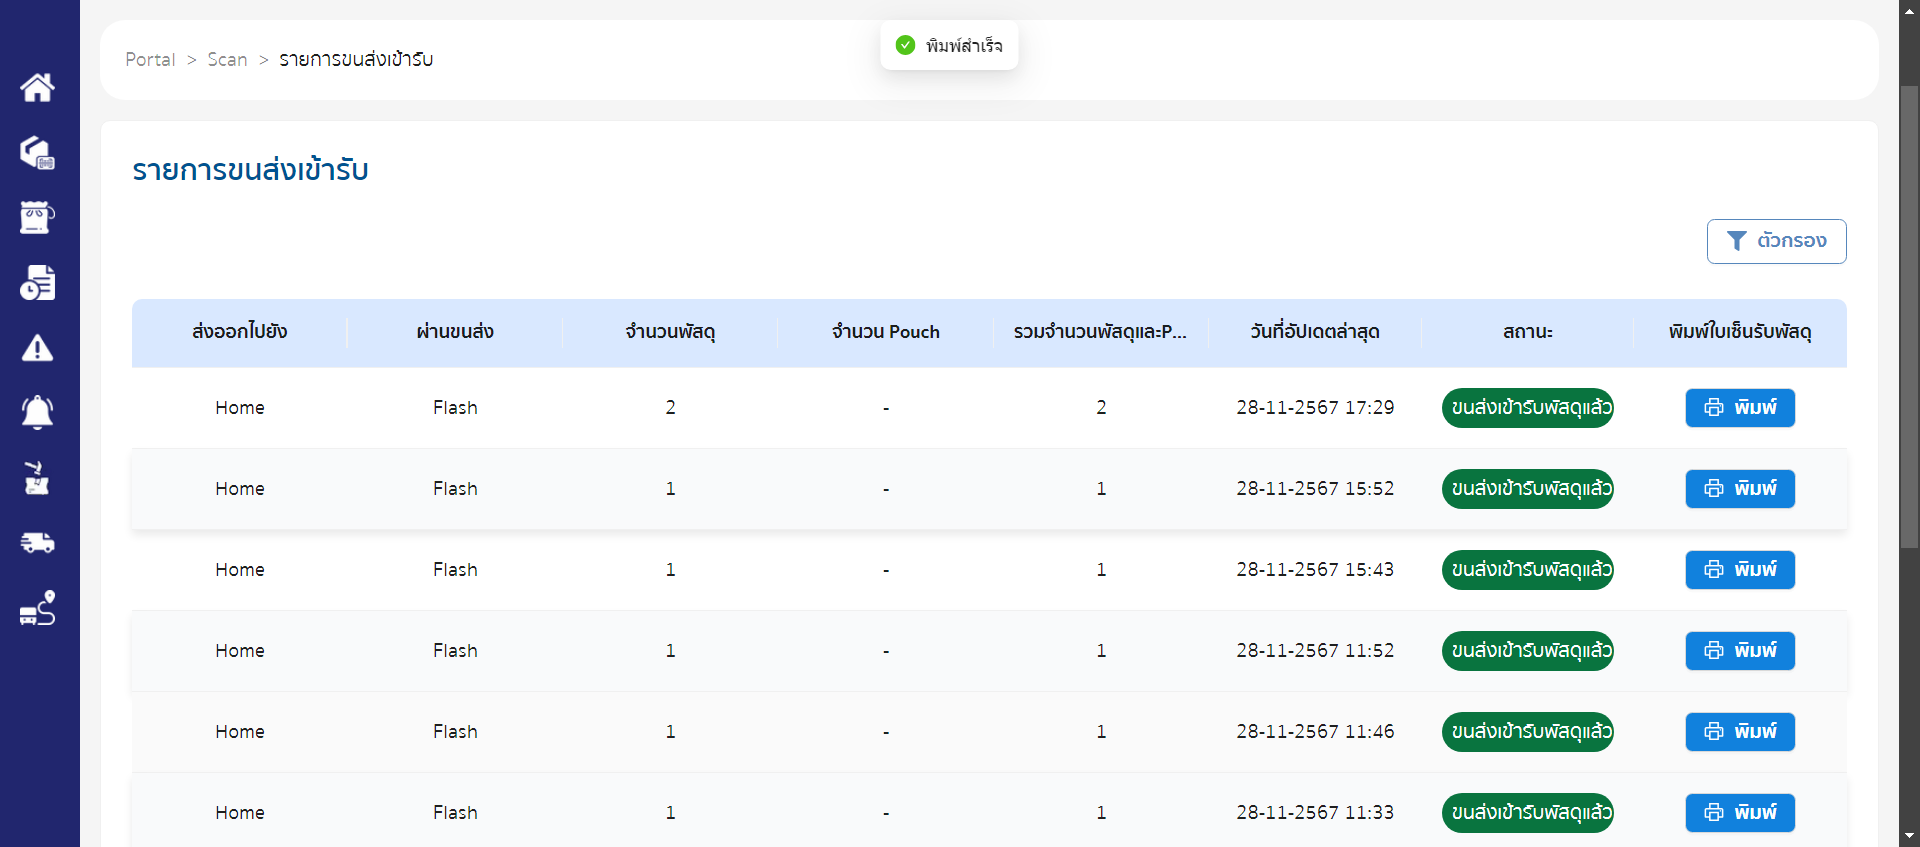 Portal > Scan > รายการขนส่งเข้ารับ
พิมพ์สำเร็จ
รายการขนส่งเข้ารับ
ตัวกรอง
ส่งออกไปยัง ผ่านขนส่ง จำนวนพัสดุ จำนวน Pouch รวมจำนวนพัสดุและP... วันที่อัปเดตล่าสุด สถานะ พิมพ์ใบเซ็นรับพัสดุ
Home Flash 2 - 2 28-11-2567 17:29 ขนส่งเข้ารับพัสดุแล้ว พิมพ์
Home Flash 1 - 1 28-11-2567 15:52 ขนส่งเข้ารับพัสดุแล้ว พิมพ์
Home Flash 1 - 1 28-11-2567 15:43 ขนส่งเข้ารับพัสดุแล้ว พิมพ์
Home Flash 1 - 1 28-11-2567 11:52 ขนส่งเข้ารับพัสดุแล้ว พิมพ์
Home Flash 1 - 1 28-11-2567 11:46 ขนส่งเข้ารับพัสดุแล้ว พิมพ์
Home Flash 1 - 1 28-11-2567 11:33 ขนส่งเข้ารับพัสดุแล้ว พิมพ์